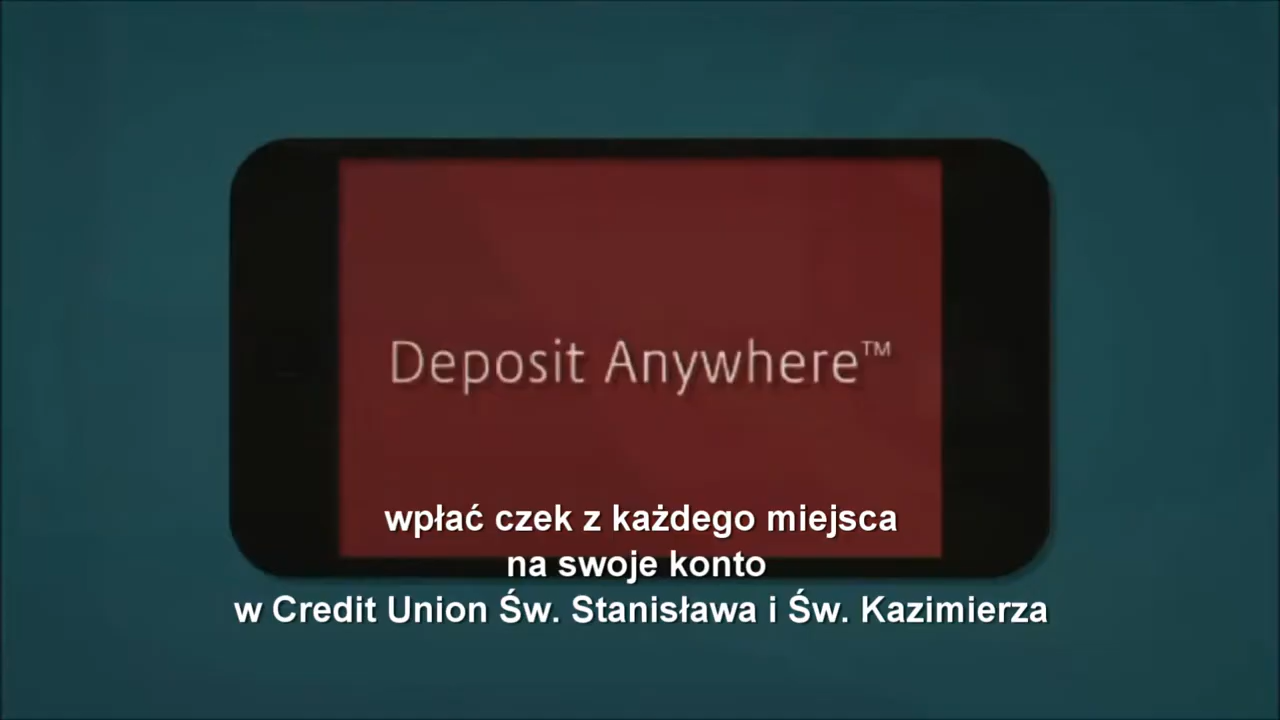 Deposit Anywhere™
wpłać czek z każdego miejsca
na swoje konto
w Credit Union Św. Stanisława i Św. Kazimierza